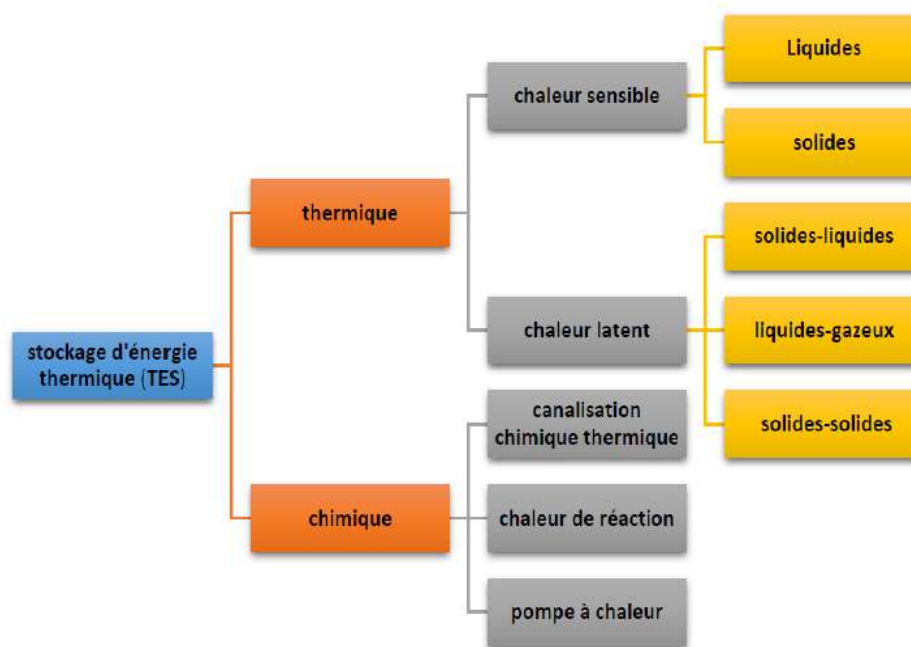 stockage d'énergie
thermique (TES)
thermique
chaleur sensible
Liquides
solides
chaleur latent
solides-liquides
liquides-gazeux
solides-solides
chimique
canalisation
chimique thermique
chaleur de réaction
pompe à chaleur